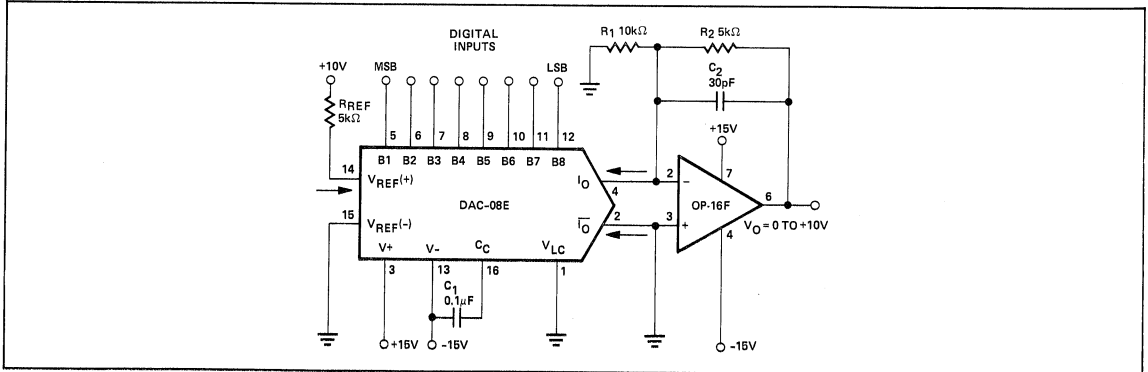 DIGITAL
INPUTS
R1 10kΩ
R2 5kΩ
C2
30pF
+10V
MSB
LSB
+15V
RREF
5kΩ
5 6 7 8 9 10 11 12
B1 B2 B3 B4 B5 B6 B7 B8
14
VREF(+)
IO
4
2
−
7
DAC-08E
OP-16F
6
15
VREF(−)
IO
2
3
+
4
VO = 0 TO +10V
V+
V−
CC
VLC
3
13
16
1
C1
0.1μF
+15V
-15V
-15V